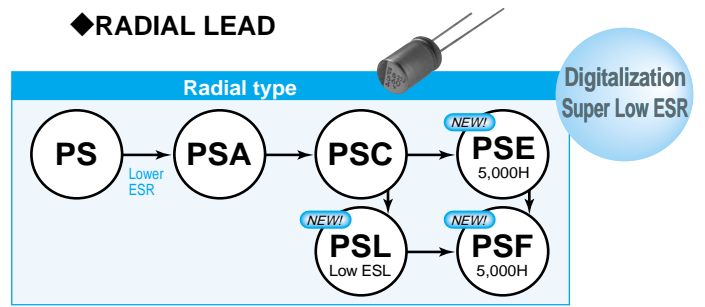 ◆RADIAL LEAD
Radial type
Digitalization
Super Low ESR
PS
Lower
ESR
PSA
PSC
NEW!
PSE
5,000H
NEW!
PSL
Low ESL
NEW!
PSF
5,000H